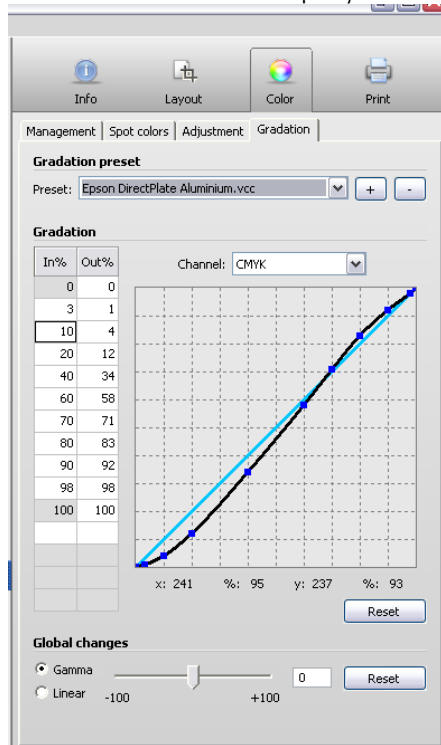 Info Layout Color Print
Management Spot colors Adjustment Gradation
Gradation preset
Preset: Epson DirectPlate Aluminium.vcc + -
Gradation
In% Out% Channel: CMYK
0 0
3 1
10 4
20 12
40 34
60 58
70 71
80 83
90 92
98 98
100 100
x: 241 %: 95 y: 237 %: 93
Reset
Global changes
Gamma 0 Reset
Linear -100 +100